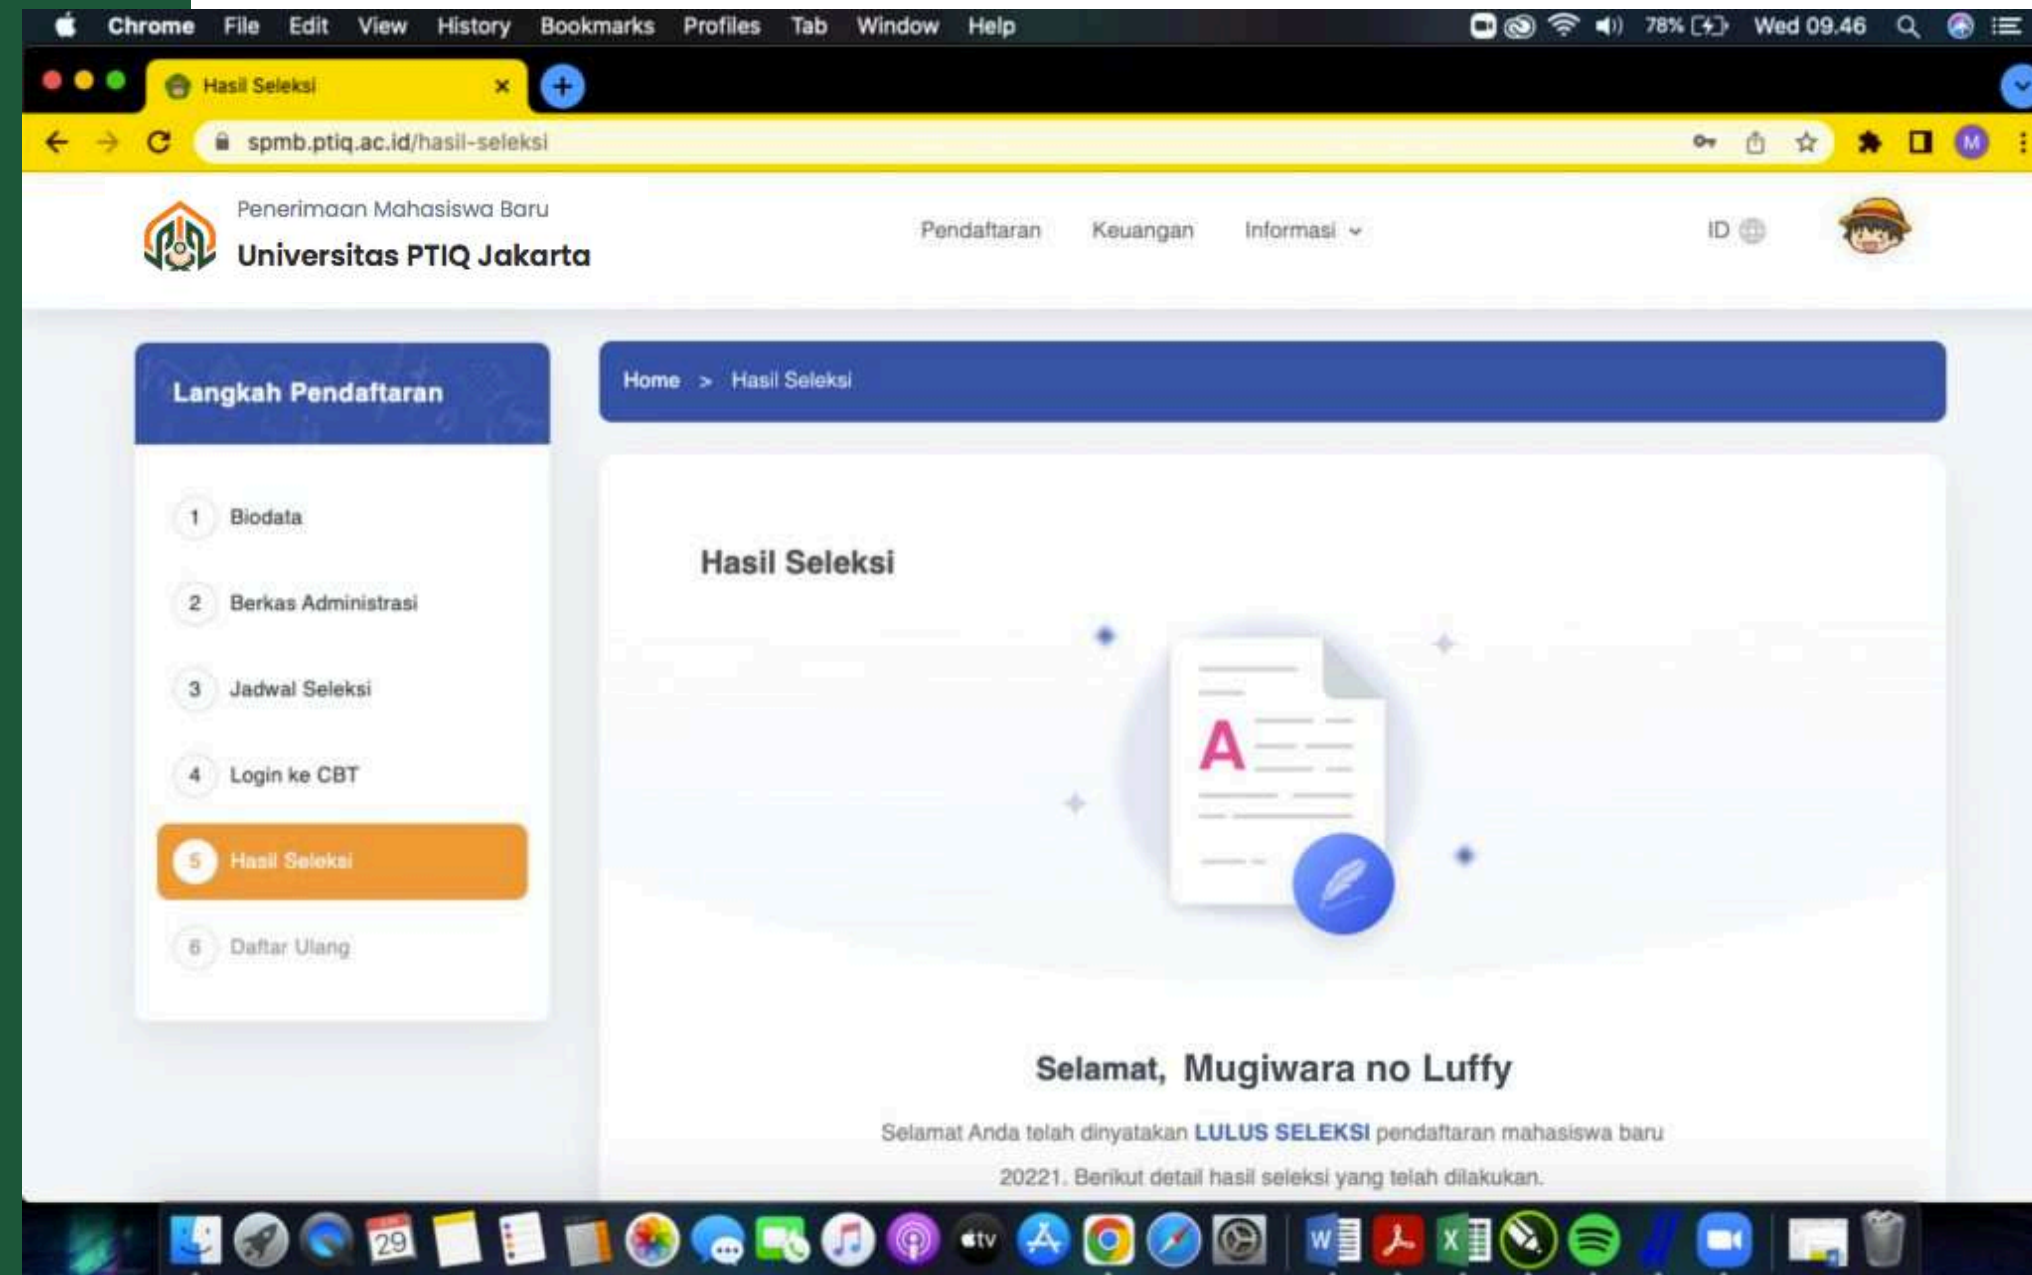 Chrome File Edit View History Bookmarks Profiles Tab Window Help 78% Wed 09.46
Hasil Seleksi
spmb.ptiq.ac.id/hasil-seleksi
M
Penerimaan Mahasiswa Baru
Universitas PTIQ Jakarta
Pendaftaran Keuangan Informasi ID
Langkah Pendaftaran
Home > Hasil Seleksi
1 Biodata
2 Berkas Administrasi
3 Jadwal Seleksi
4 Login ke CBT
5 Hasil Seleksi
6 Daftar Ulang
Hasil Seleksi
A
Selamat, Mugiwara no Luffy
Selamat Anda telah dinyatakan LULUS SELEKSI pendaftaran mahasiswa baru
20221. Berikut detail hasil seleksi yang telah dilakukan.
29 tv W X